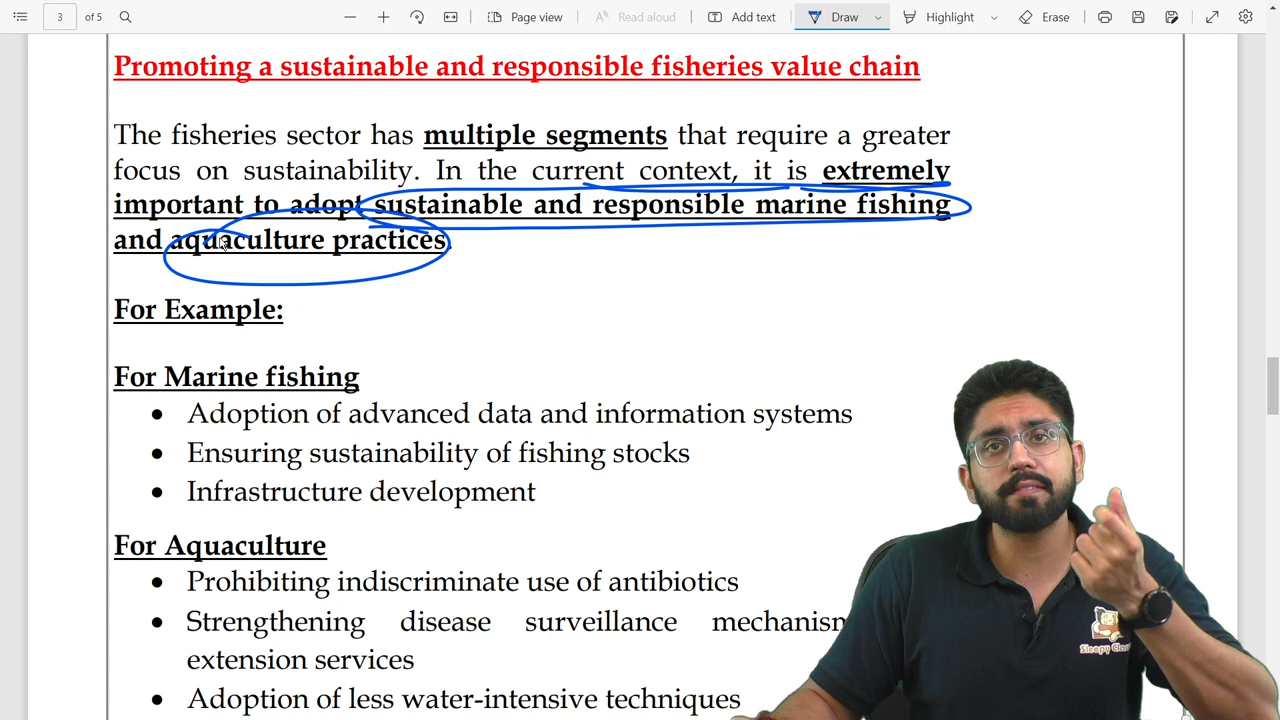 3 of 5 Page view Read aloud Add text Draw Highlight Erase
Promoting a sustainable and responsible fisheries value chain
The fisheries sector has multiple segments that require a greater
focus on sustainability. In the current context, it is extremely
important to adopt sustainable and responsible marine fishing
and aquaculture practices.
For Example:
For Marine fishing
• Adoption of advanced data and information systems
• Ensuring sustainability of fishing stocks
• Infrastructure development
For Aquaculture
• Prohibiting indiscriminate use of antibiotics
• Strengthening disease surveillance mechanism
extension services
• Adoption of less water-intensive techniques
Sleepy Clas